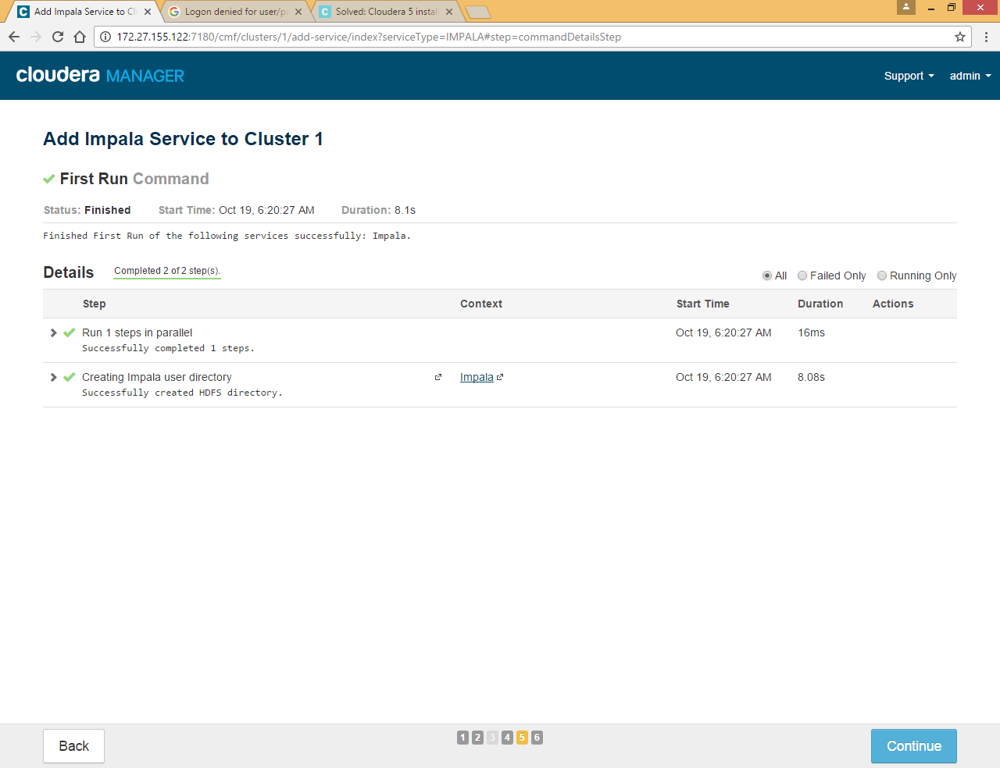 Add Impala Service to Cl
Logon denied for user/pa
Solved: Cloudera 5 instal
172.27.155.122:7180/cmf/clusters/1/add-service/index?serviceType=IMPALA#step=commandDetailsStep
cloudera MANAGER
Support
admin
Add Impala Service to Cluster 1
First Run Command
Status: Finished Start Time: Oct 19, 6:20:27 AM Duration: 8.1s
Finished First Run of the following services successfully: Impala.
Details Completed 2 of 2 step(s).
All Failed Only Running Only
Step Context Start Time Duration Actions
Run 1 steps in parallel Oct 19, 6:20:27 AM 16ms
Successfully completed 1 steps.
Creating Impala user directory Impala Oct 19, 6:20:27 AM 8.08s
Successfully created HDFS directory.
Back
1 2 3 4 5 6
Continue